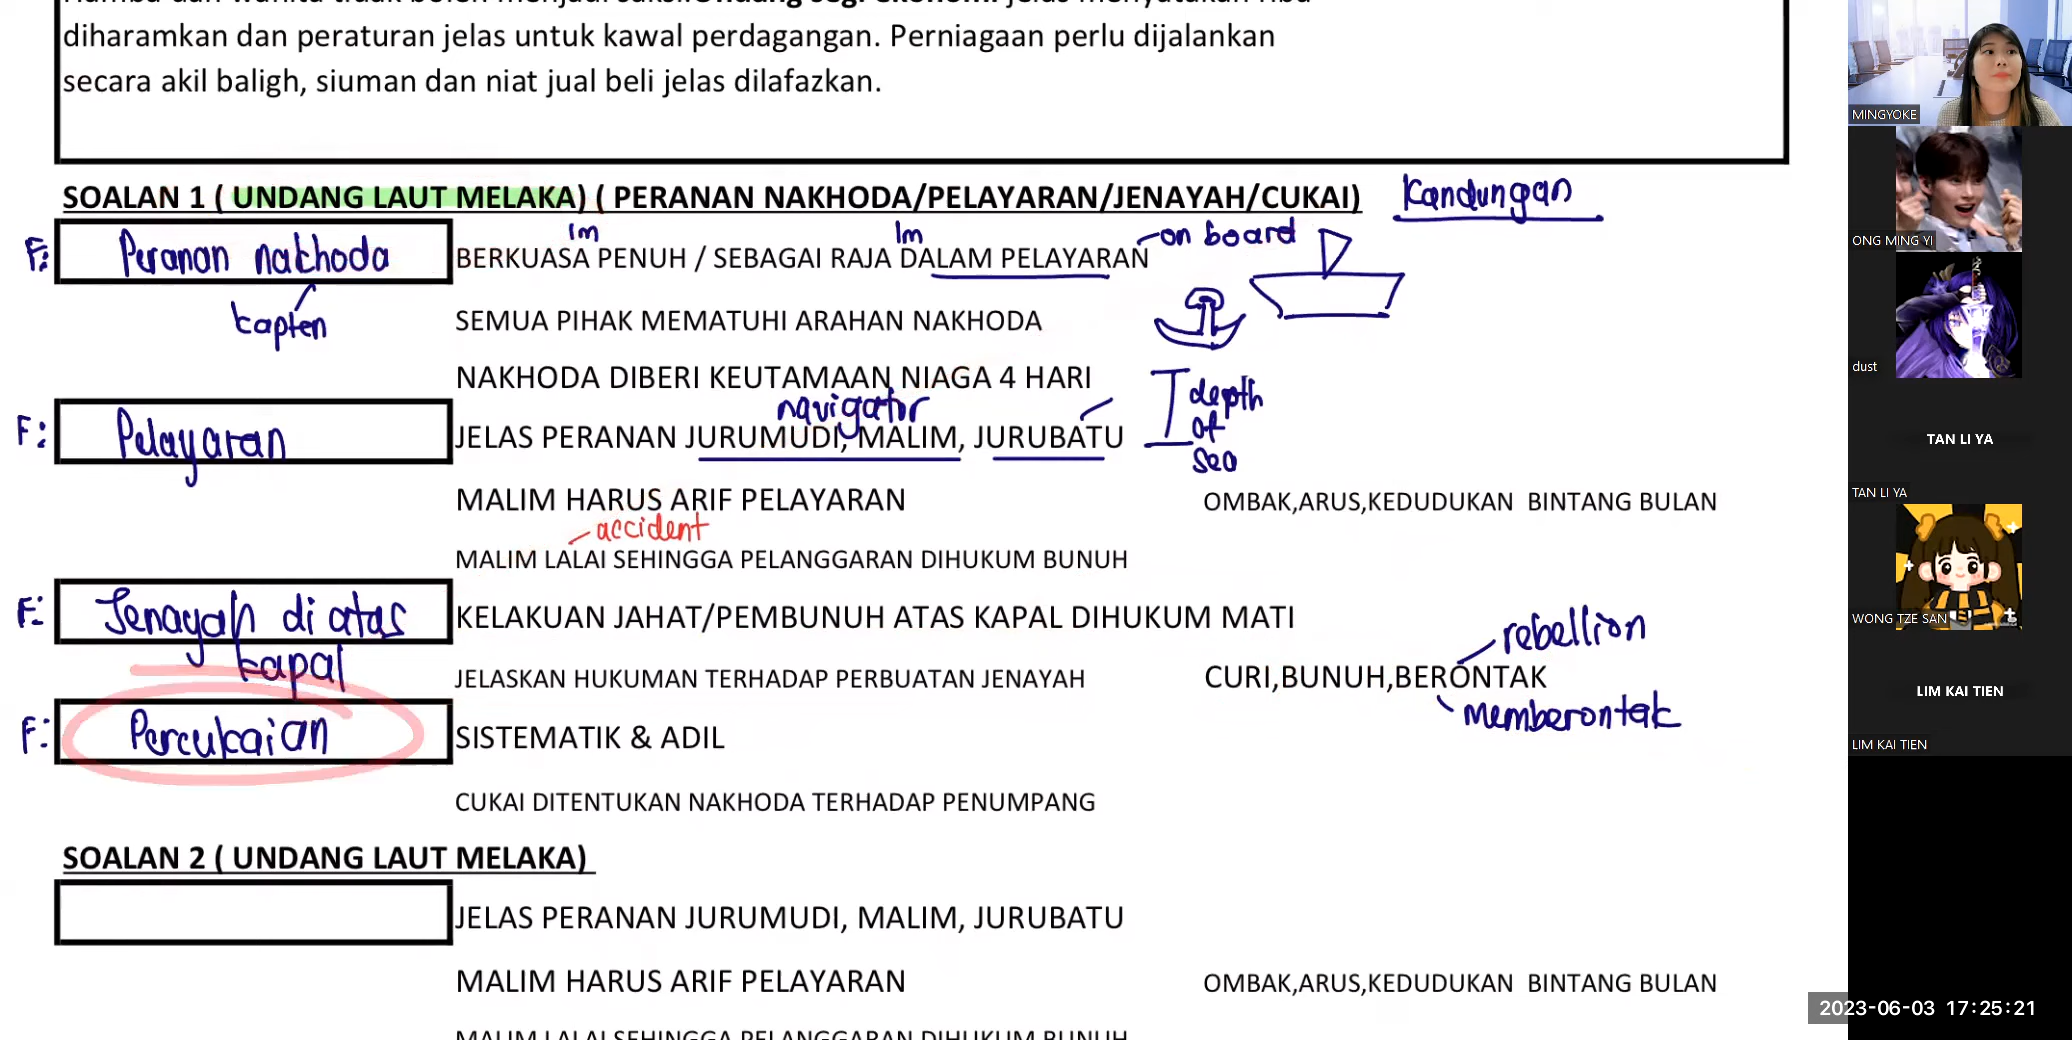 diharamkan dan peraturan jelas untuk kawal perdagangan. Perniagaan perlu dijalankan
secara akil baligh, siuman dan niat jual beli jelas dilafazkan.
SOALAN 1 ( UNDANG LAUT MELAKA) ( PERANAN NAKHODA/PELAYARAN/JENAYAH/CUKAI) Kandungan
1m 1m on board
F: Peranan nakhoda BERKUASA PENUH / SEBAGAI RAJA DALAM PELAYARAN
kapten SEMUA PIHAK MEMATUHI ARAHAN NAKHODA
NAKHODA DIBERI KEUTAMAAN NIAGA 4 HARI
navigator depth of sea
F: Pelayaran JELAS PERANAN JURUMUDI, MALIM, JURUBATU
MALIM HARUS ARIF PELAYARAN OMBAK,ARUS,KEDUDUKAN BINTANG BULAN
accident
MALIM LALAI SEHINGGA PELANGGARAN DIHUKUM BUNUH
F: Jenayah di atas kapal KELAKUAN JAHAT/PEMBUNUH ATAS KAPAL DIHUKUM MATI
rebellion
JELASKAN HUKUMAN TERHADAP PERBUATAN JENAYAH CURI,BUNUH,BERONTAK
memberontak
F: Percukaian SISTEMATIK & ADIL
CUKAI DITENTUKAN NAKHODA TERHADAP PENUMPANG
SOALAN 2 ( UNDANG LAUT MELAKA)
JELAS PERANAN JURUMUDI, MALIM, JURUBATU
MALIM HARUS ARIF PELAYARAN OMBAK,ARUS,KEDUDUKAN BINTANG BULAN
MALIM LALAI SEHINGGA PELANGGARAN DIHUKUM BUNUH
MINGYOKE
ONG MING YI
dust
TAN LI YA
TAN LI YA
WONG TZE SAN
LIM KAI TIEN
LIM KAI TIEN
2023-06-03 17:25:21